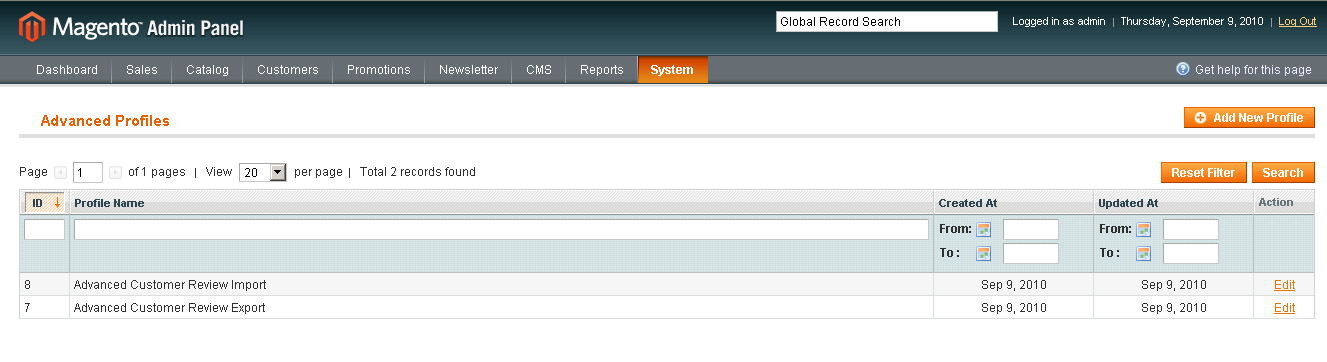 Magento Admin Panel Global Record Search Logged in as admin | Thursday, September 9, 2010 | Log Out
Dashboard Sales Catalog Customers Promotions Newsletter CMS Reports System Get help for this page
Advanced Profiles Add New Profile
Page 1 of 1 pages | View 20 per page | Total 2 records found Reset Filter Search
ID Profile Name Created At Updated At Action
From: From:
To : To :
8 Advanced Customer Review Import Sep 9, 2010 Sep 9, 2010 Edit
7 Advanced Customer Review Export Sep 9, 2010 Sep 9, 2010 Edit